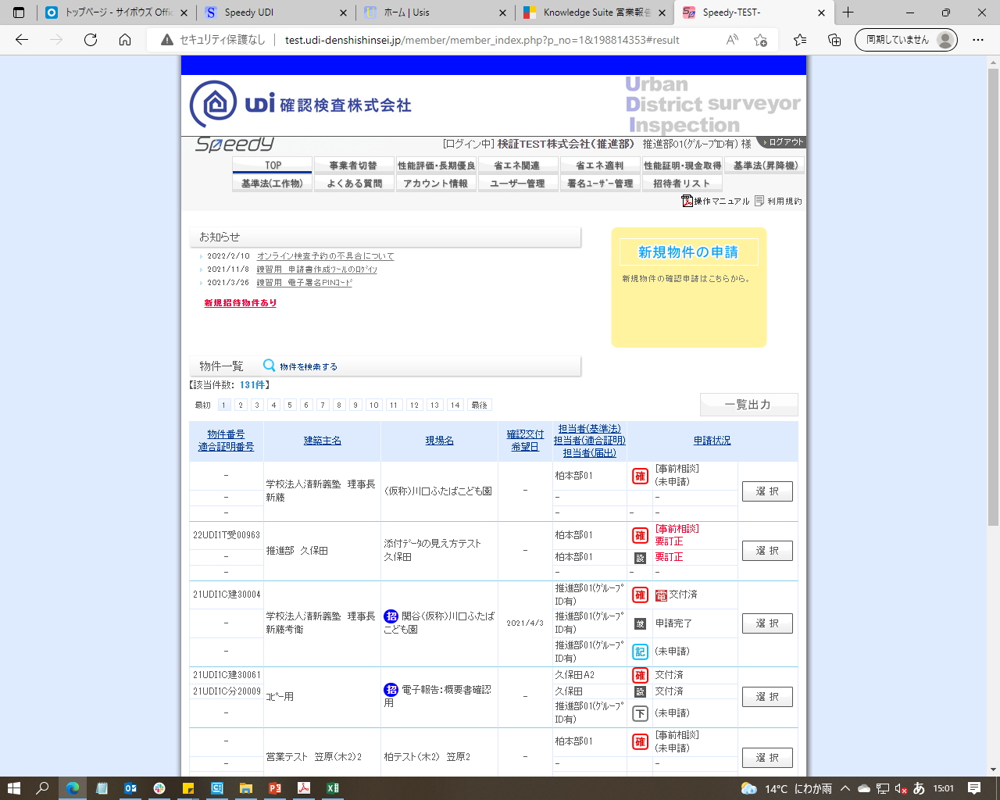 トップページ - サイボウズ Offic
Speedy UDI
ホーム | Usis
Knowledge Suite 営業報告
Speedy-TEST-
セキュリティ保護なし
test.udi-denshishinsei.jp/member/member_index.php?p_no=1&198814353#result
同期していません
UDI 確認検査株式会社
Urban
District surveyor
Inspection
Speedy
[ログイン中] 検証TEST株式会社(推進部) 推進部01(ｸﾞﾙｰﾌﾟID有) 様
ログアウト
TOP 事業者切替 性能評価・長期優良 省エネ関連 省エネ適判 性能証明・現金取得 基準法(昇降機)
基準法(工作物) よくある質問 アカウント情報 ユーザー管理 署名ﾕｰｻﾞｰ管理 招待者リスト
操作マニュアル 利用規約
お知らせ
2022/2/10 オンライン検査予約の不具合について
2021/11/8 練習用 申請書作成ﾂｰﾙのﾛｸﾞｲﾝ
2021/3/26 練習用 電子署名PINｺｰﾄﾞ
新規招待物件あり
新規物件の申請
新規物件の確認申請はこちらから。
物件一覧 物件を検索する
【該当件数: 131件】
最初 1 2 3 4 5 6 7 8 9 10 11 12 13 14 最後
一覧出力
物件番号
適合証明番号
建築主名
現場名
確認交付
希望日
担当者(基準法)
担当者(適合証明)
担当者(届出)
申請状況
-
-
-
学校法人清新義塾 理事長
新藤
(仮称)川口ふたばこども園
-
柏本部01 確 [事前相談]
(未申請)
- -
- - -
選 択
22UDI1T受00963
-
-
推進部 久保田
添付ﾃﾞｰﾀの見え方テスト
久保田
-
柏本部01 確 [事前相談]
要訂正
柏本部01 設 要訂正
- - -
選 択
21UDI1C建30004
-
-
学校法人清新義塾 理事長
新藤考衛
招 関谷(仮称)川口ふたば
こども園
2021/4/3
推進部01(ｸﾞﾙｰﾌﾟ
ID有) 確 電 交付済
推進部01(ｸﾞﾙｰﾌﾟ
ID有) 竣 申請完了
推進部01(ｸﾞﾙｰﾌﾟ
ID有) 記 (未申請)
選 択
21UDI1C建30061
21UDI1C分20009
-
ｺﾋﾟｰ用
招 電子報告:概要書確認
用
-
久保田A2 確 交付済
久保田 設 交付済
推進部01(ｸﾞﾙｰﾌﾟ
ID有) 下 (未申請)
選 択
-
-
営業テスト 笠原(木2)2
柏テスト(木2) 笠原2
-
柏本部01 確 [事前相談]
(未申請)
- -
選 択
14°C にわか雨
あ
15:01